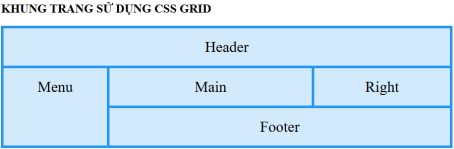 KHUNG TRANG SỬ DỤNG CSS GRID
Header
Menu Main Right
Footer